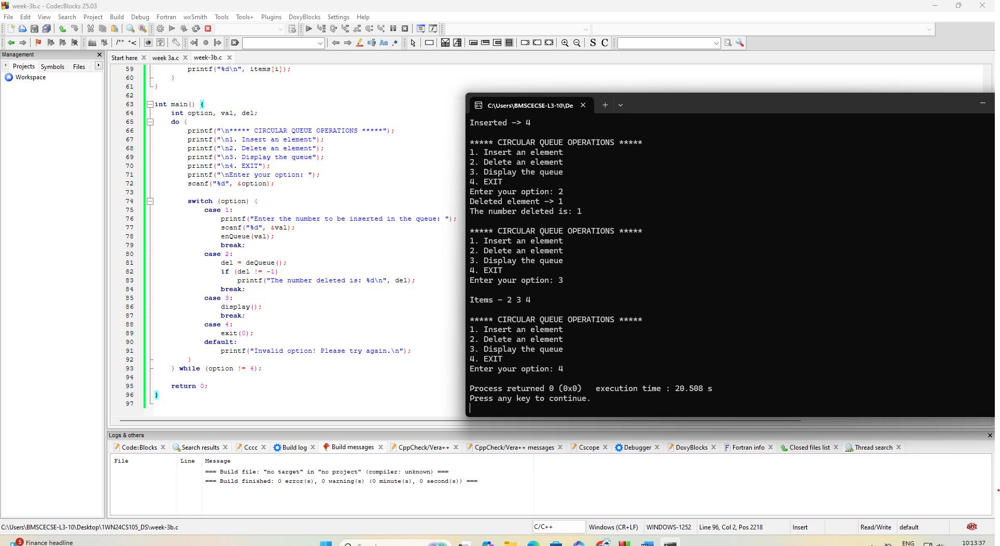 week-3b.c - Code::Blocks 25.03
File Edit View Search Project Build Debug Fortran wxSmith Tools Tools+ Plugins DoxyBlocks Settings Help
/** *< Aa .* S C
Management
Projects Symbols Files
Workspace
Start here week 3a.c week-3b.c
59 printf("%d\n", items[i]);
60 }
61 }
62
63 int main() {
64 int option, val, del;
65 do {
66 printf("\n***** CIRCULAR QUEUE OPERATIONS *****");
67 printf("\n1. Insert an element");
68 printf("\n2. Delete an element");
69 printf("\n3. Display the queue");
70 printf("\n4. EXIT");
71 printf("\nEnter your option: ");
72 scanf("%d", &option);
73
74 switch (option) {
75 case 1:
76 printf("Enter the number to be inserted in the queue: ");
77 scanf("%d", &val);
78 enQueue(val);
79 break;
80 case 2:
81 del = deQueue();
82 if (del != -1)
83 printf("The number deleted is: %d\n", del);
84 break;
85 case 3:
86 display();
87 break;
88 case 4:
89 exit(0);
90 default:
91 printf("Invalid option! Please try again.\n");
92 }
93 } while (option != 4);
94
95 return 0;
96 }
97
C:\Users\BMSCECSE-L3-10\De
Inserted -> 4
***** CIRCULAR QUEUE OPERATIONS *****
1. Insert an element
2. Delete an element
3. Display the queue
4. EXIT
Enter your option: 2
Deleted element -> 1
The number deleted is: 1
***** CIRCULAR QUEUE OPERATIONS *****
1. Insert an element
2. Delete an element
3. Display the queue
4. EXIT
Enter your option: 3
Items - 2 3 4
***** CIRCULAR QUEUE OPERATIONS *****
1. Insert an element
2. Delete an element
3. Display the queue
4. EXIT
Enter your option: 4
Process returned 0 (0x0)   execution time : 20.508 s
Press any key to continue.
Logs & others
Code::Blocks Search results Cccc Build log Build messages CppCheck/Vera++ CppCheck/Vera++ messages Cscope Debugger DoxyBlocks Fortran info Closed files list Thread search
File Line Message
=== Build file: "no target" in "no project" (compiler: unknown) ===
=== Build finished: 0 error(s), 0 warning(s) (0 minute(s), 0 second(s)) ===
C:\Users\BMSCECSE-L3-10\Desktop\1WN24CS105_DS\week-3b.c C/C++ Windows (CR+LF) WINDOWS-1252 Line 96, Col 2, Pos 2218 Insert Read/Write default abc
5 Finance headline ENG 10:13:37